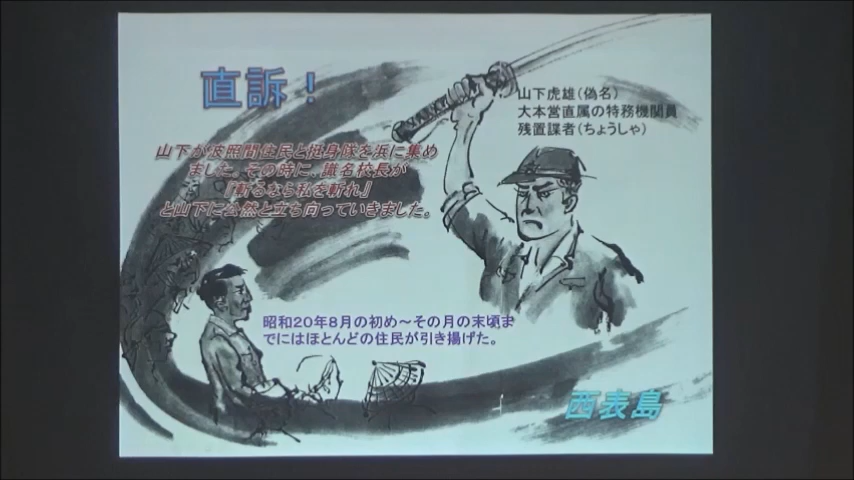 直訴！
山下虎雄(偽名)
大本営直属の特務機関員
残置諜者(ちょうしゃ)
山下が波照間住民と挺身隊を浜に集め
ました。その時に、識名校長が
『斬るなら私を斬れ』
と山下に公然と立ち向っていきました。
昭和20年8月の初め～その月の末頃ま
でにはほとんどの住民が引き揚げた。
西表島